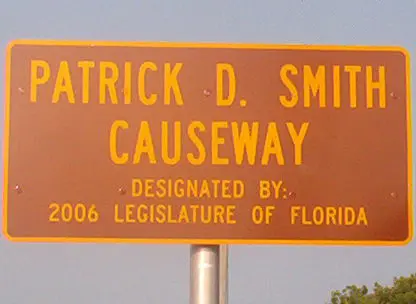 PATRICK D. SMITH
CAUSEWAY
DESIGNATED BY:
2006 LEGISLATURE OF FLORIDA